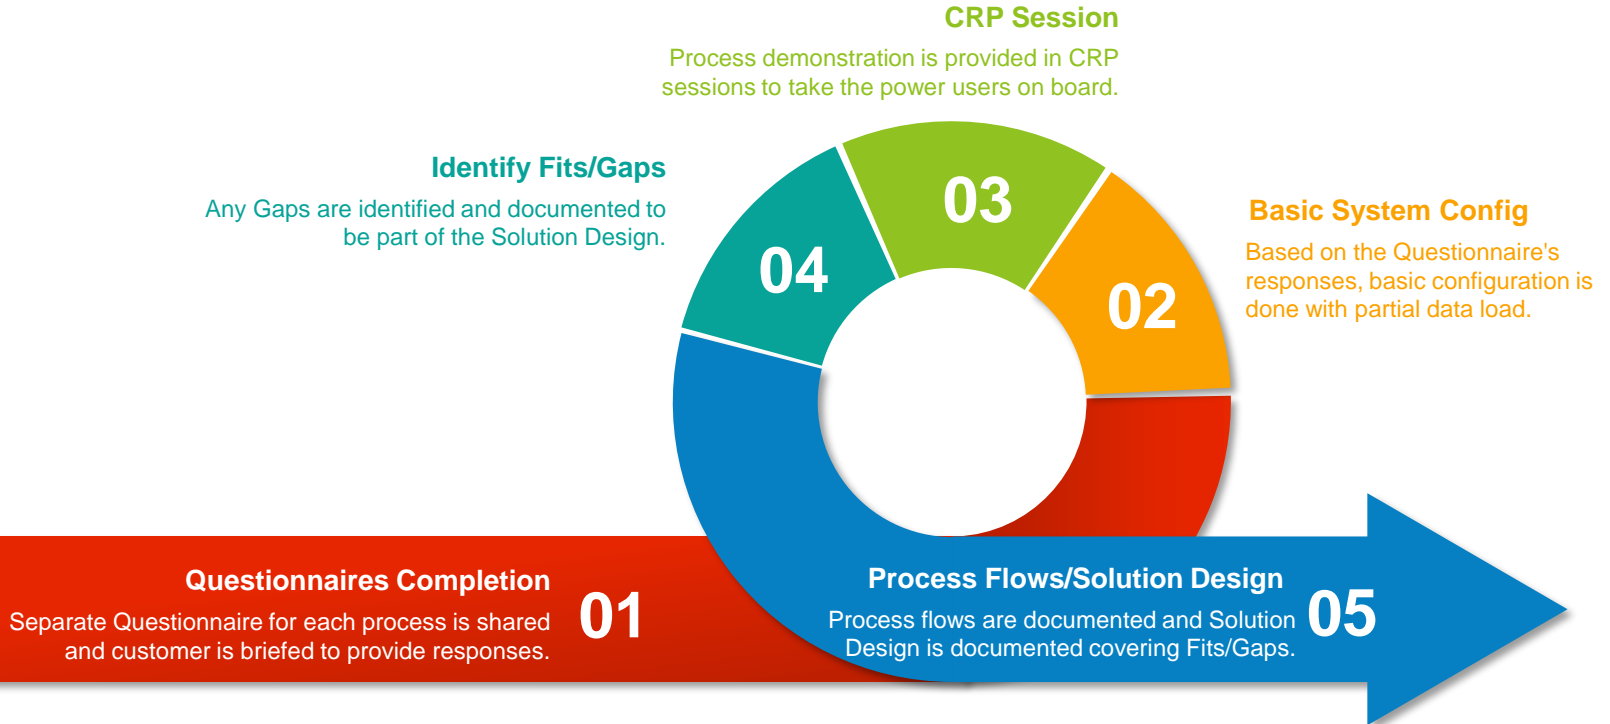 CRP Session
Process demonstration is provided in CRP
sessions to take the power users on board.
Identify Fits/Gaps
Any Gaps are identified and documented to
be part of the Solution Design.
03
04
02
Basic System Config
Based on the Questionnaire's
responses, basic configuration is
done with partial data load.
Questionnaires Completion
Separate Questionnaire for each process is shared
and customer is briefed to provide responses.
01
Process Flows/Solution Design
Process flows are documented and Solution
Design is documented covering Fits/Gaps.
05